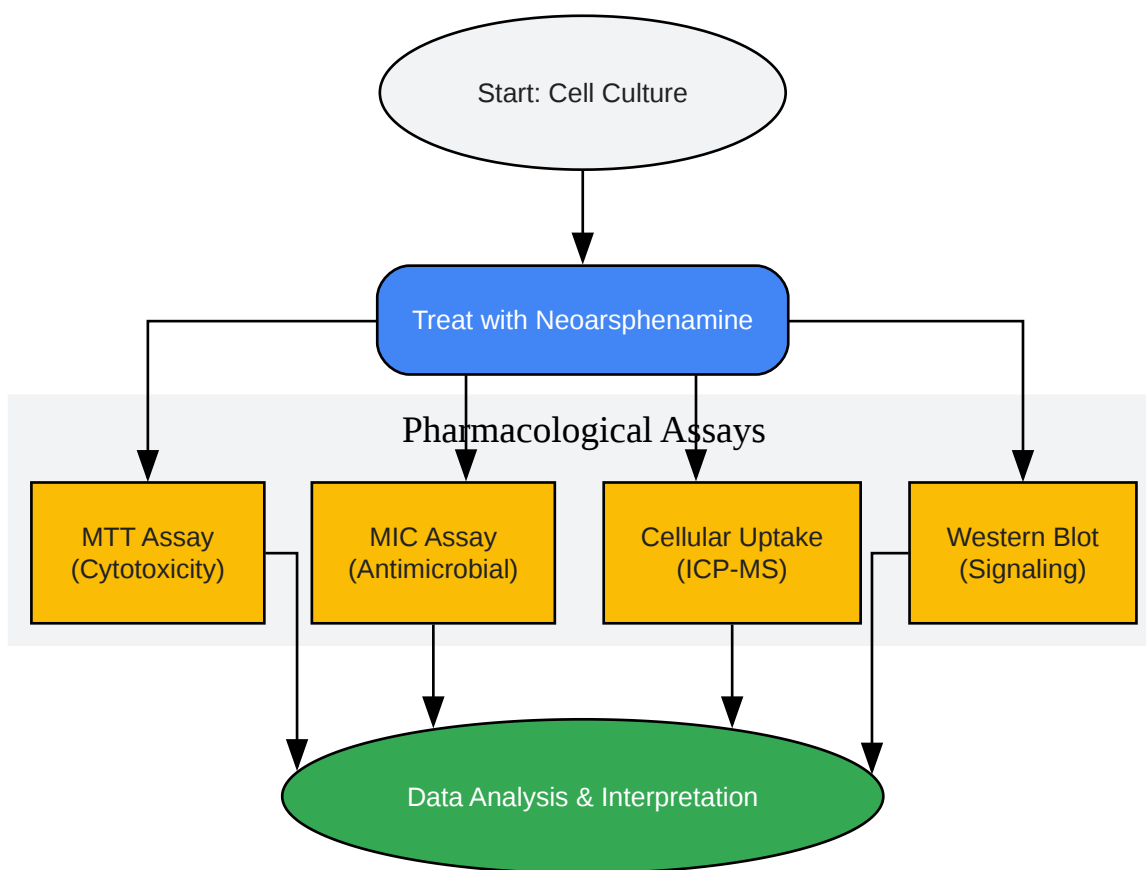 Start: Cell Culture
Treat with Neoarsphenamine
Pharmacological Assays
MTT Assay
(Cytotoxicity)
MIC Assay
(Antimicrobial)
Cellular Uptake
(ICP-MS)
Western Blot
(Signaling)
Data Analysis & Interpretation